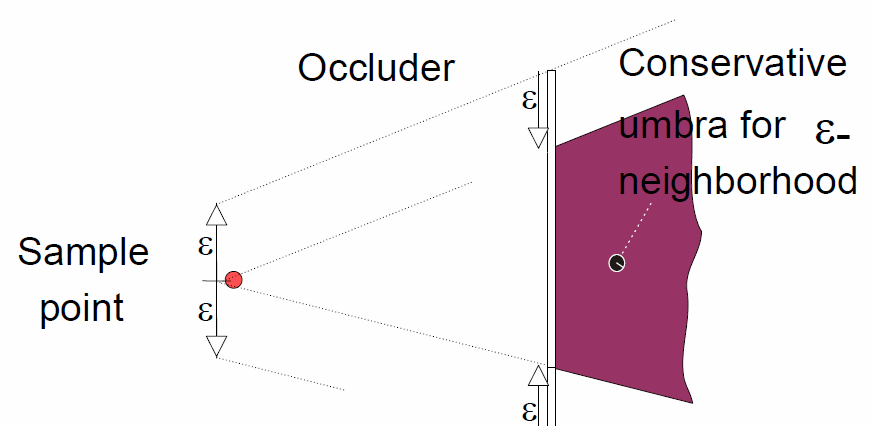 Occluder
Conservative
umbra for ε-
neighborhood
ε
Sample
point
ε
ε
ε